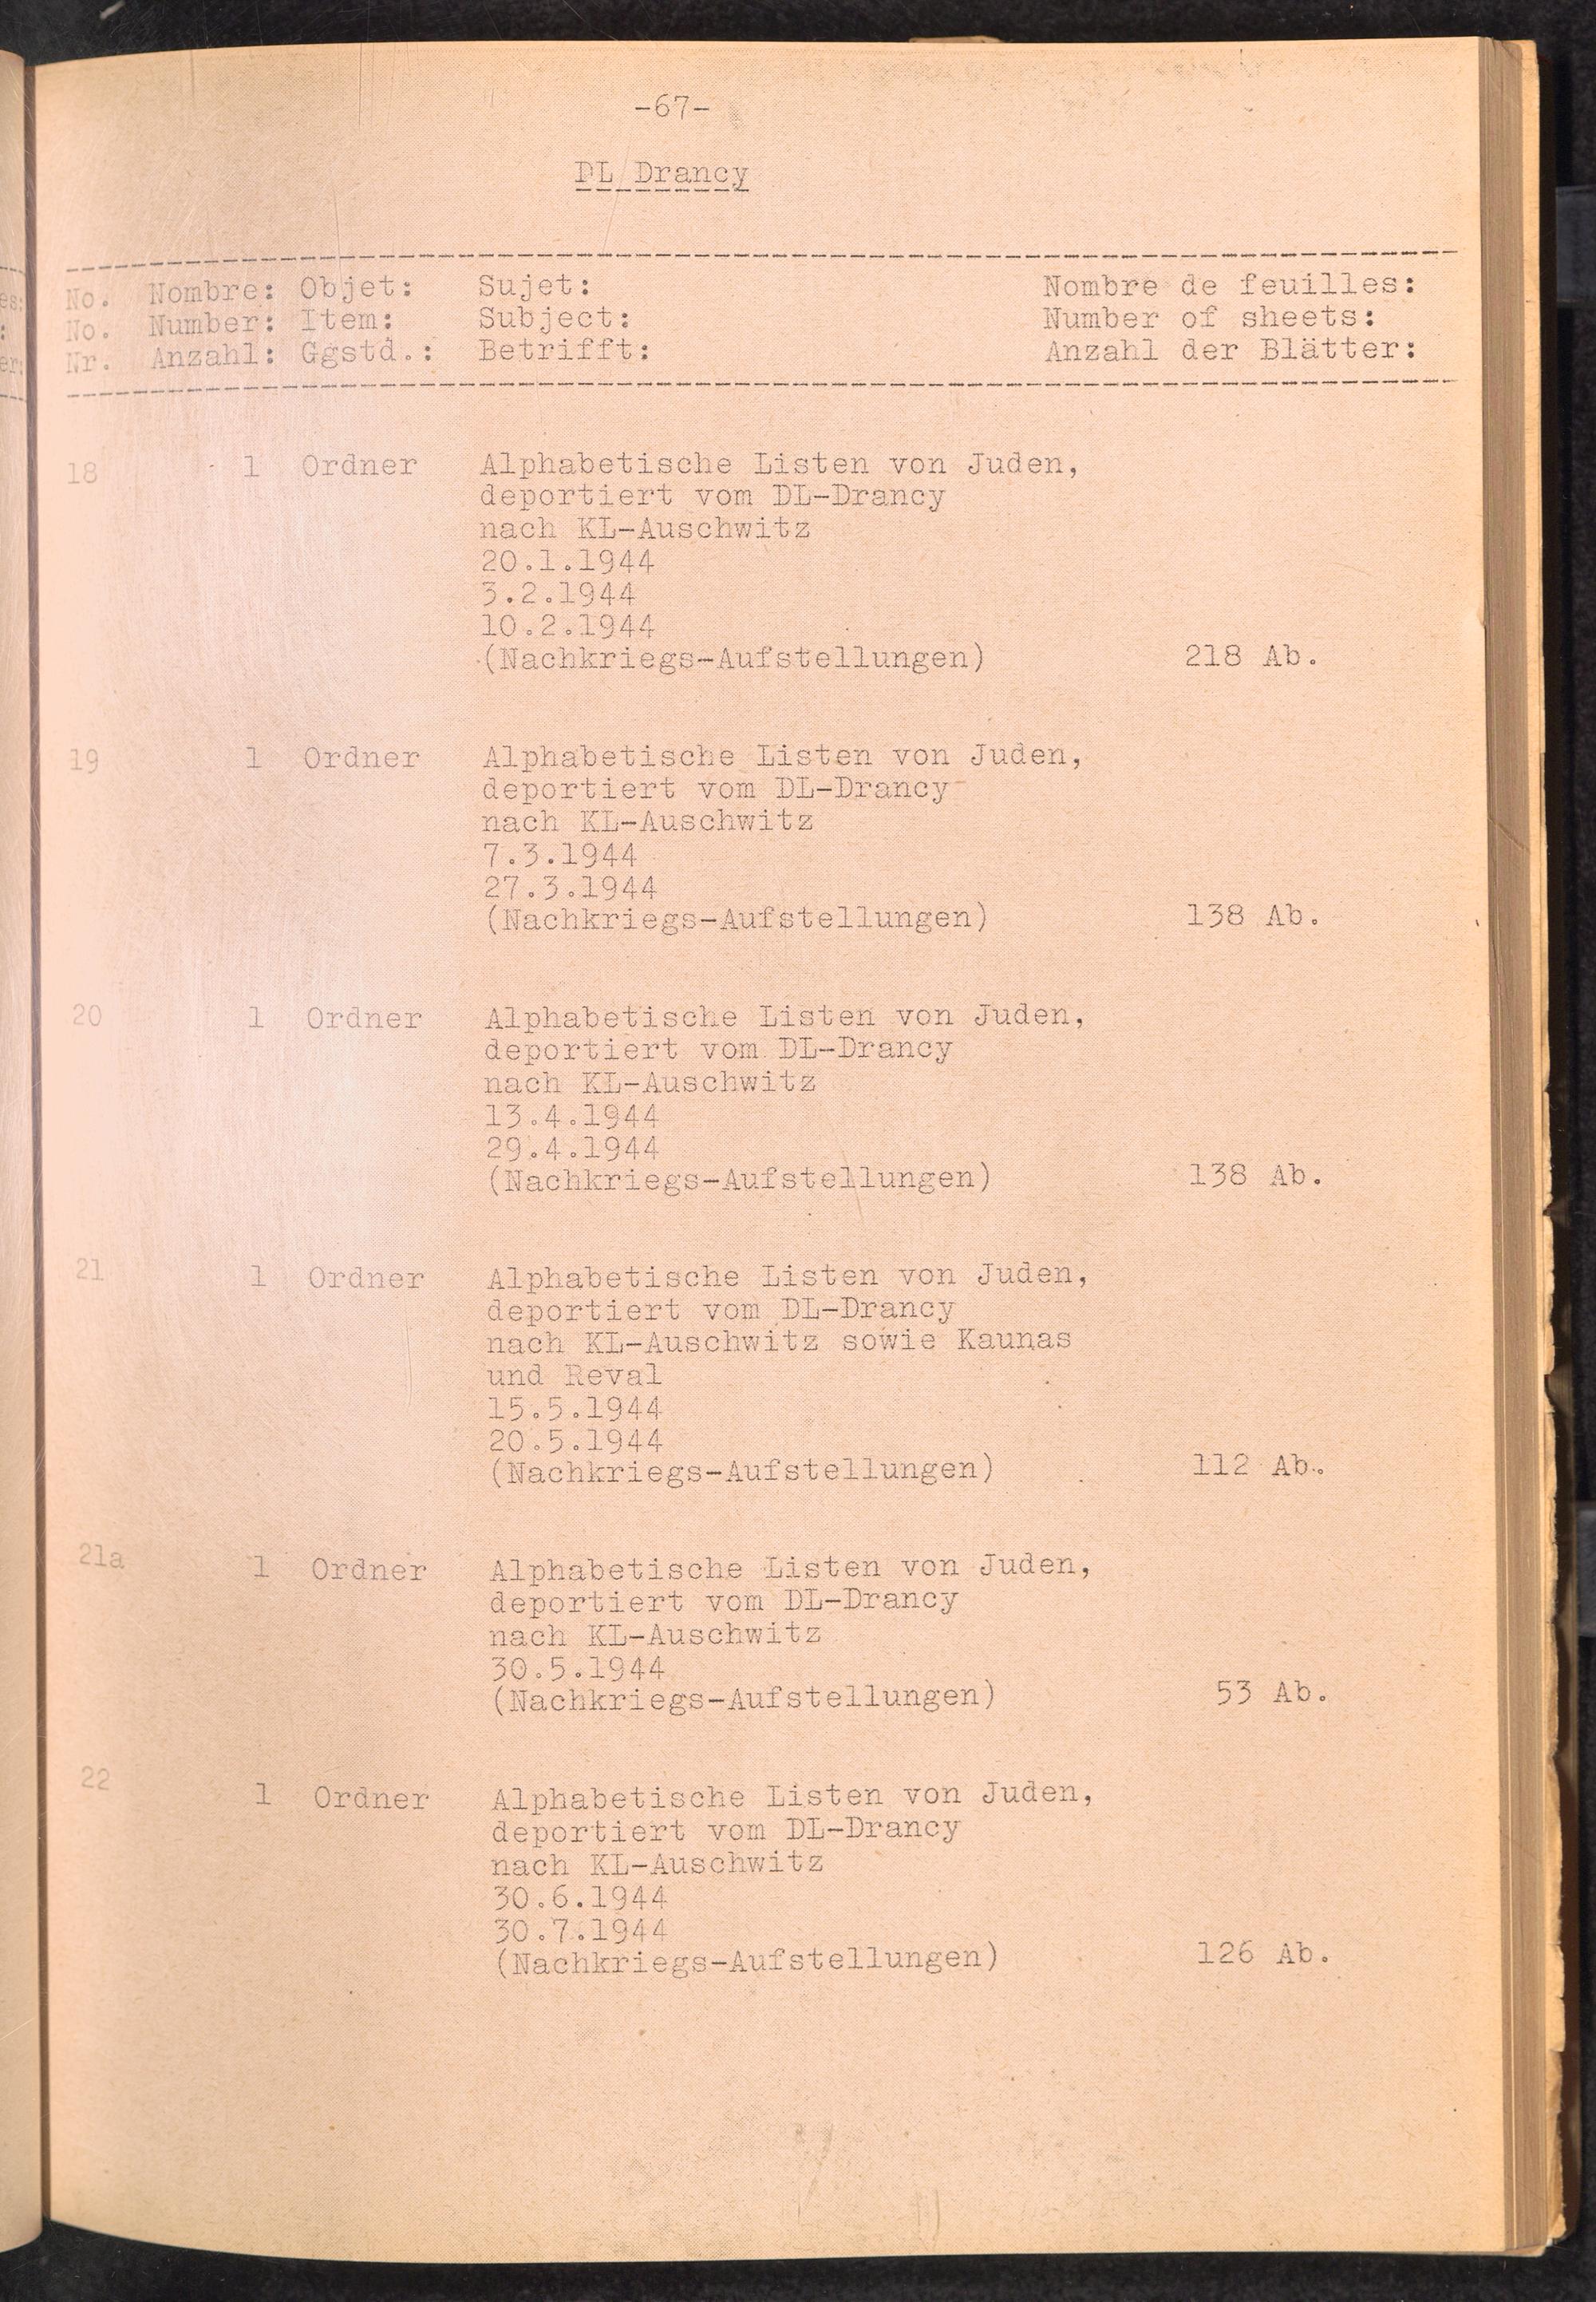 -67-
DL Drancy
No. Nombre: Objet: Sujet: Nombre de feuilles:
No. Number: Item: Subject: Number of sheets:
Nr. Anzahl: Ggstd.: Betrifft: Anzahl der Blätter:
18 1 Ordner Alphabetische Listen von Juden,
deportiert vom DL-Drancy
nach KL-Auschwitz
20.1.1944
3.2.1944
10.2.1944
(Nachkriegs-Aufstellungen) 218 Ab.
19 1 Ordner Alphabetische Listen von Juden,
deportiert vom DL-Drancy
nach KL-Auschwitz
7.3.1944
27.3.1944
(Nachkriegs-Aufstellungen) 138 Ab.
20 1 Ordner Alphabetische Listen von Juden,
deportiert vom DL-Drancy
nach KL-Auschwitz
13.4.1944
29.4.1944
(Nachkriegs-Aufstellungen) 138 Ab.
21 1 Ordner Alphabetische Listen von Juden,
deportiert vom DL-Drancy
nach KL-Auschwitz sowie Kaunas
und Reval
15.5.1944
20.5.1944
(Nachkriegs-Aufstellungen) 112 Ab.
21a 1 Ordner Alphabetische Listen von Juden,
deportiert vom DL-Drancy
nach KL-Auschwitz
30.5.1944
(Nachkriegs-Aufstellungen) 53 Ab.
22 1 Ordner Alphabetische Listen von Juden,
deportiert vom DL-Drancy
nach KL-Auschwitz
30.6.1944
30.7.1944
(Nachkriegs-Aufstellungen) 126 Ab.